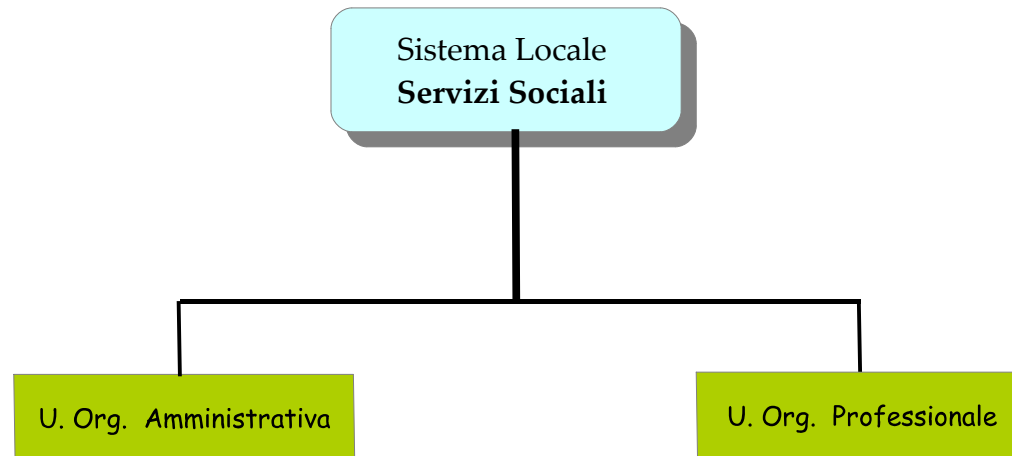 Sistema Locale
Servizi Sociali
U. Org. Amministrativa
U. Org. Professionale